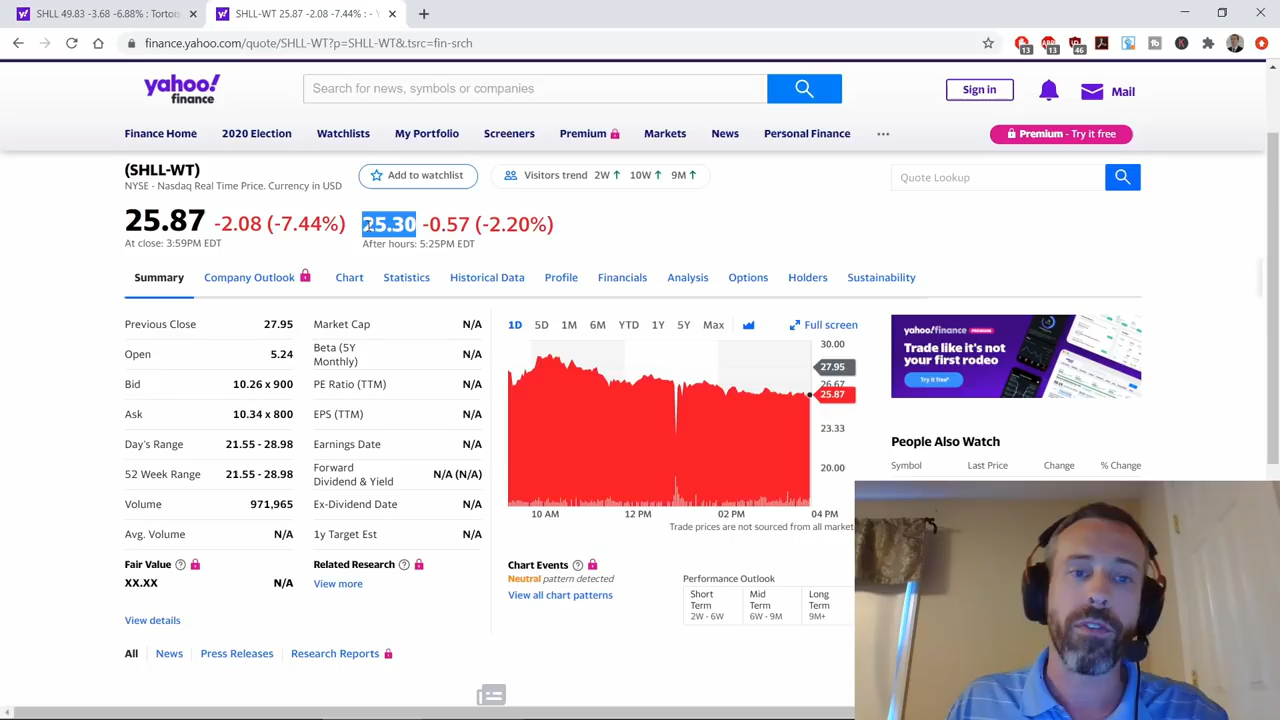 SHLL 49.83 -3.68 -6.88% : Tortois
SHLL-WT 25.87 -2.08 -7.44% : - Y
finance.yahoo.com/quote/SHLL-WT?p=SHLL-WT&.tsrc=fin-srch
13
13
46
yahoo!
finance
Search for news, symbols or companies
Sign in
Mail
Finance Home
2020 Election
Watchlists
My Portfolio
Screeners
Premium
Markets
News
Personal Finance
Premium - Try it free
(SHLL-WT)
NYSE - Nasdaq Real Time Price. Currency in USD
Add to watchlist
Visitors trend 2W↑ 10W↑ 9M↑
Quote Lookup
25.87 -2.08 (-7.44%)
At close: 3:59PM EDT
25.30 -0.57 (-2.20%)
After hours: 5:25PM EDT
Summary
Company Outlook
Chart
Statistics
Historical Data
Profile
Financials
Analysis
Options
Holders
Sustainability
Previous Close 27.95
Open 5.24
Bid 10.26 x 900
Ask 10.34 x 800
Day's Range 21.55 - 28.98
52 Week Range 21.55 - 28.98
Volume 971,965
Avg. Volume N/A
Market Cap N/A
Beta (5Y
Monthly) N/A
PE Ratio (TTM) N/A
EPS (TTM) N/A
Earnings Date N/A
Forward
Dividend & Yield N/A (N/A)
Ex-Dividend Date N/A
1y Target Est N/A
Fair Value
XX.XX N/A
View details
Related Research
View more
1D 5D 1M 6M YTD 1Y 5Y Max
Full screen
30.00
27.95
26.67
25.87
23.33
20.00
10 AM 12 PM 02 PM 04 PM
Trade prices are not sourced from all market
Chart Events
Neutral pattern detected
View all chart patterns
Performance Outlook
Short
Term
2W - 6W
Mid
Term
6W - 9M
Long
Term
9M+
yahoo! finance PREMIUM
Trade like it's not
your first rodeo
Try it free*
People Also Watch
Symbol Last Price Change % Change
All
News
Press Releases
Research Reports